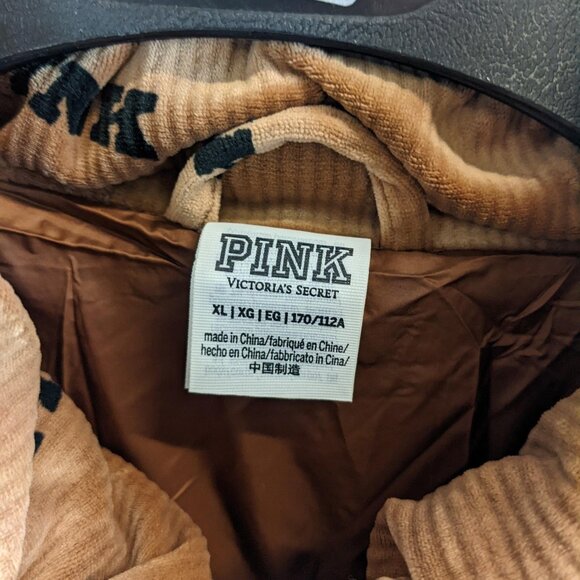 NK
PINK
VICTORIA'S SECRET
XL | XG | EG | 170/112A
made in China/fabriqué en Chine/
hecho en China/fabbricato in Cina/
中国制造